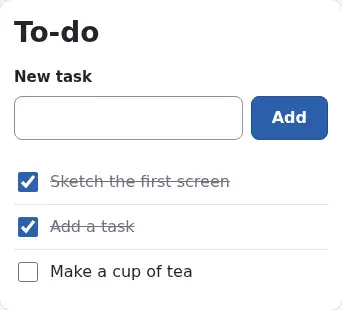 To-do
New task
Add
Sketch the first screen
Add a task
Make a cup of tea